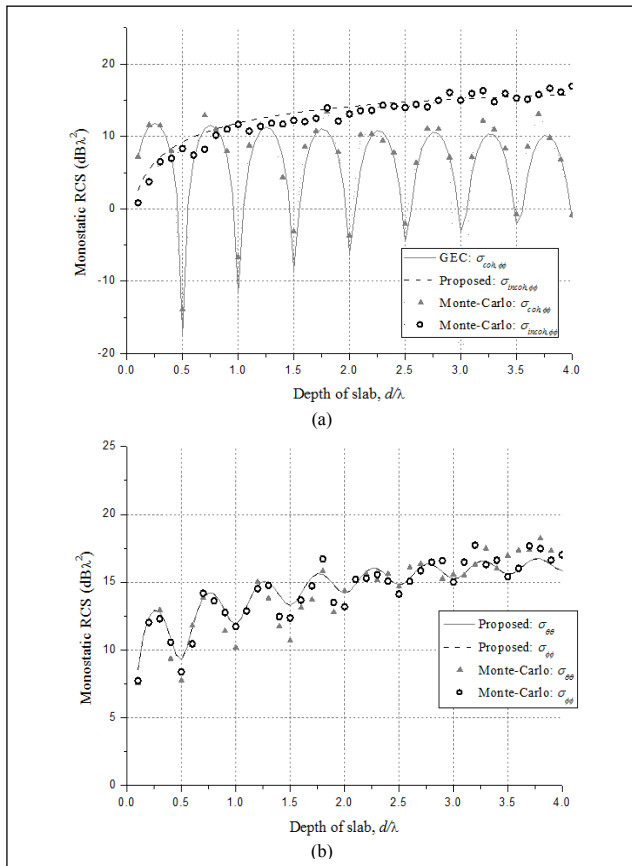 20
10
0
-10
-20
Monostatic RCS (dBλ²)
GEC: σcoh,ϕϕ
Proposed: σincoh,ϕϕ
Monte-Carlo: σcoh,ϕϕ
Monte-Carlo: σincoh,ϕϕ
0.0 0.5 1.0 1.5 2.0 2.5 3.0 3.5 4.0
Depth of slab, d/λ
(a)
25
20
15
10
5
0
Monostatic RCS (dBλ²)
Proposed: σθθ
Proposed: σϕϕ
Monte-Carlo: σθθ
Monte-Carlo: σϕϕ
0.0 0.5 1.0 1.5 2.0 2.5 3.0 3.5 4.0
Depth of slab, d/λ
(b)